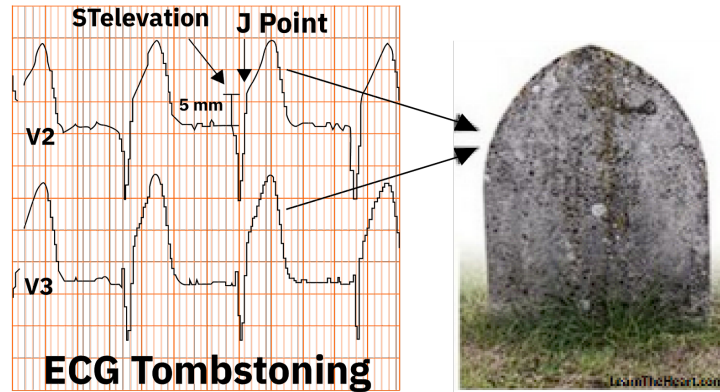 STelevation
J Point
5 mm
V2
V3
ECG Tombstoning
LearnTheHeart.com